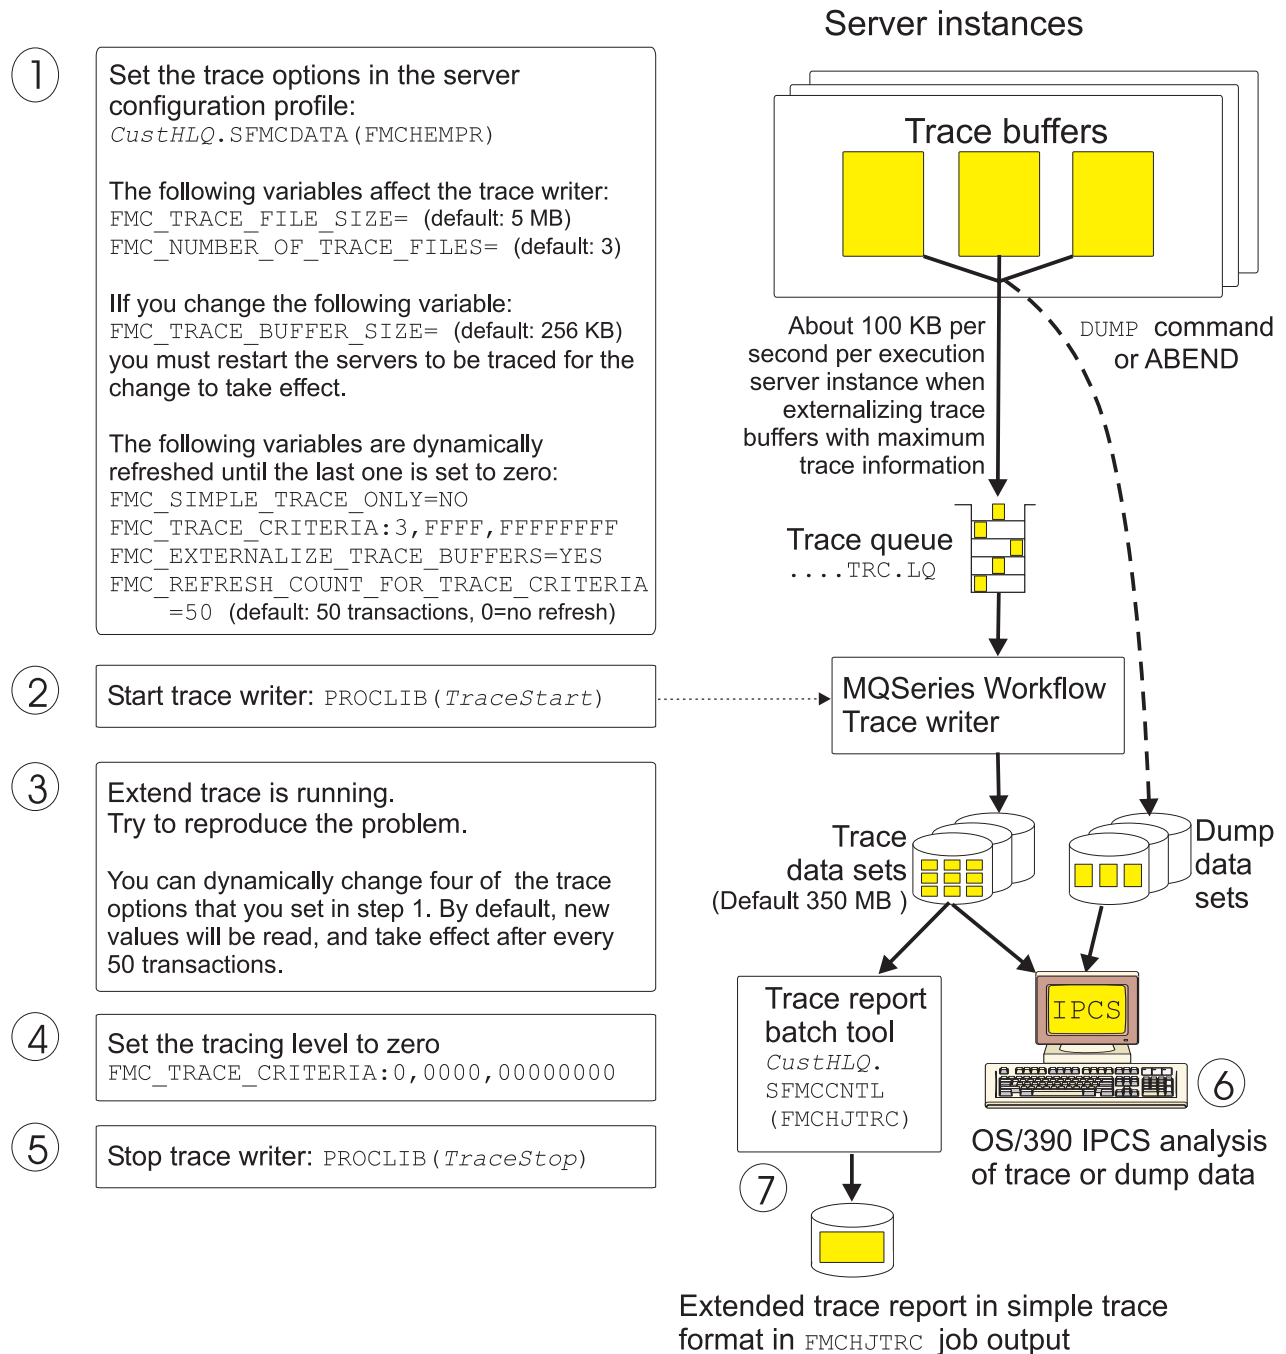 Server instances
1
Set the trace options in the server
configuration profile:
CustHLQ.SFMCDATA(FMCHEMPR)
The following variables affect the trace writer:
FMC_TRACE_FILE_SIZE= (default: 5 MB)
FMC_NUMBER_OF_TRACE_FILES= (default: 3)
IIf you change the following variable:
FMC_TRACE_BUFFER_SIZE= (default: 256 KB)
you must restart the servers to be traced for the
change to take effect.
The following variables are dynamically
refreshed until the last one is set to zero:
FMC_SIMPLE_TRACE_ONLY=NO
FMC_TRACE_CRITERIA:3,FFFF,FFFFFFFF
FMC_EXTERNALIZE_TRACE_BUFFERS=YES
FMC_REFRESH_COUNT_FOR_TRACE_CRITERIA
=50 (default: 50 transactions, 0=no refresh)
2
Start trace writer: PROCLIB(TraceStart)
3
Extend trace is running.
Try to reproduce the problem.
You can dynamically change four of the trace
options that you set in step 1. By default, new
values will be read, and take effect after every
50 transactions.
4
Set the tracing level to zero
FMC_TRACE_CRITERIA:0,0000,00000000
5
Stop trace writer: PROCLIB(TraceStop)
Trace buffers
About 100 KB per
second per execution
server instance when
externalizing trace
buffers with maximum
trace information
DUMP command
or ABEND
Trace queue
....TRC.LQ
MQSeries Workflow
Trace writer
Trace
data sets
(Default 350 MB )
Dump
data
sets
Trace report
batch tool
CustHLQ.
SFMCCNTL
(FMCHJTRC)
IPCS
6
OS/390 IPCS analysis
of trace or dump data
7
Extended trace report in simple trace
format in FMCHJTRC job output